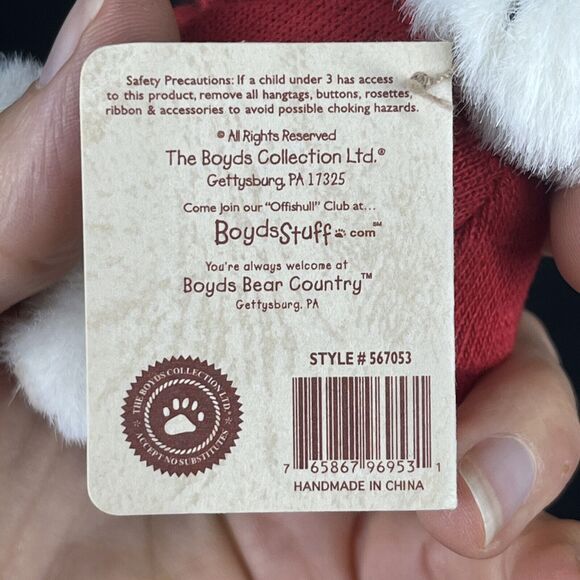 Safety Precautions: If a child under 3 has access
to this product, remove all hangtags, buttons, rosettes,
ribbon & accessories to avoid possible choking hazards.
© All Rights Reserved
The Boyds Collection Ltd.®
Gettysburg, PA 17325
Come Join our "Offishull" Club at...
BoydsStuff.com℠
You're always welcome at
Boyds Bear Country™
Gettysburg, PA
STYLE # 567053
THE BOYDS COLLECTION LTD.
ACCEPT NO SUBSTITUTES
7 65867 96953 1
HANDMADE IN CHINA